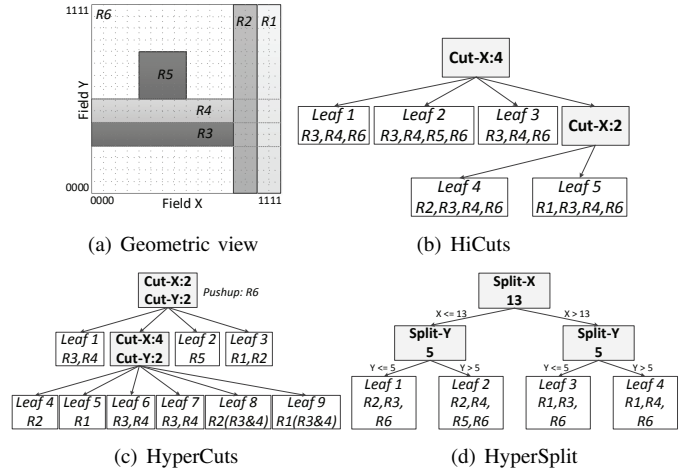 1111
R6
R2
R1
R5
R4
R3
Field Y
0000
0000
Field X
1111
(a) Geometric view
Cut-X:4
Leaf 1
R3,R4,R6
Leaf 2
R3,R4,R5,R6
Leaf 3
R3,R4,R6
Cut-X:2
Leaf 4
R2,R3,R4,R6
Leaf 5
R1,R3,R4,R6
(b) HiCuts
Cut-X:2
Cut-Y:2
Pushup: R6
Leaf 1
R3,R4
Cut-X:4
Cut-Y:2
Leaf 2
R5
Leaf 3
R1,R2
Leaf 4
R2
Leaf 5
R1
Leaf 6
R3,R4
Leaf 7
R3,R4
Leaf 8
R2(R3&4)
Leaf 9
R1(R3&4)
(c) HyperCuts
Split-X
13
X <= 13
X > 13
Split-Y
5
Split-Y
5
Y <= 5
Y > 5
Y <= 5
Y > 5
Leaf 1
R2,R3,
R6
Leaf 2
R2,R4,
R5,R6
Leaf 3
R1,R3,
R6
Leaf 4
R1,R4,
R6
(d) HyperSplit